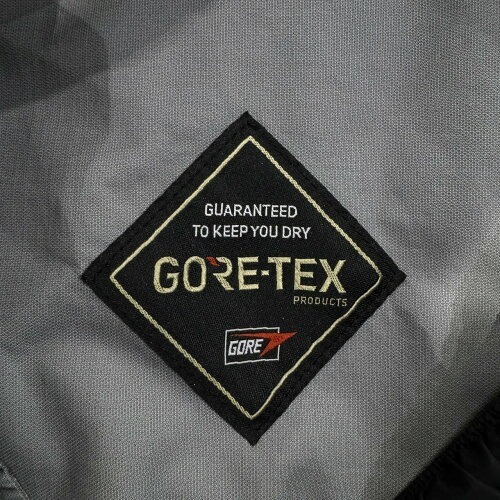 GUARANTEED
TO KEEP YOU DRY
GORE-TEX
PRODUCTS
GORE